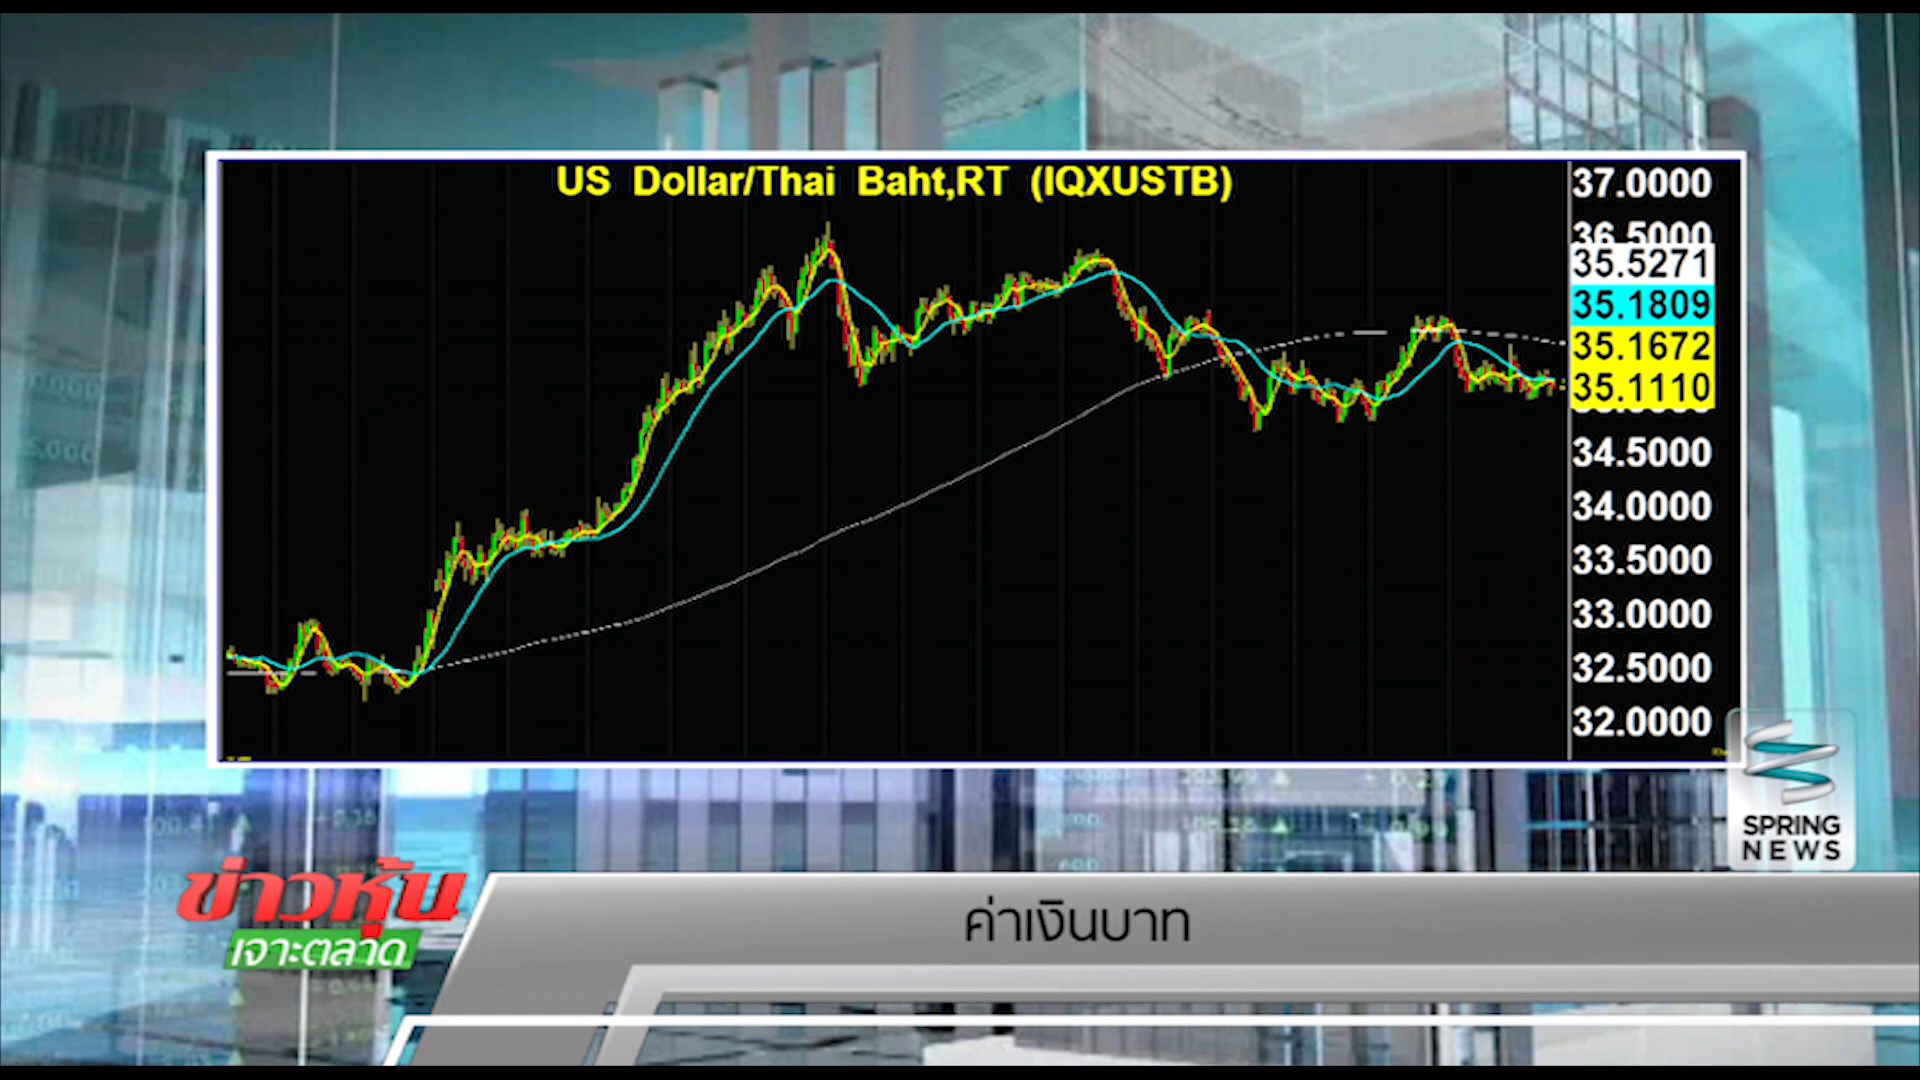 US Dollar/Thai Baht,RT (IQXUSTB)
37.0000
36.5000
35.5271
35.1809
35.1672
35.1110
34.5000
34.0000
33.5000
33.0000
32.5000
32.0000
SPRING
NEWS
ข่าวหุ้น
เจาะตลาด
ค่าเงินบาท